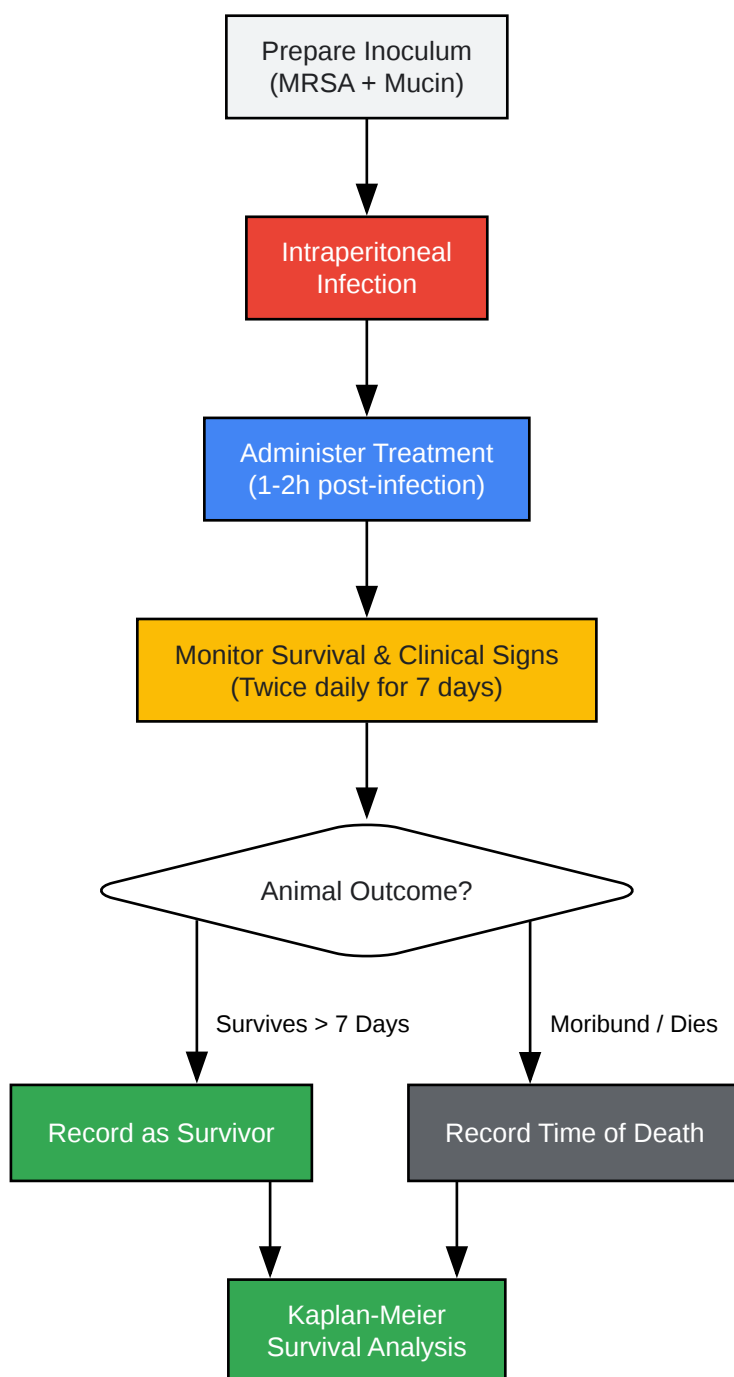 Prepare Inoculum
(MRSA + Mucin)
Intraperitoneal
Infection
Administer Treatment
(1-2h post-infection)
Monitor Survival & Clinical Signs
(Twice daily for 7 days)
Animal Outcome?
Survives > 7 Days
Moribund / Dies
Record as Survivor
Record Time of Death
Kaplan-Meier
Survival Analysis